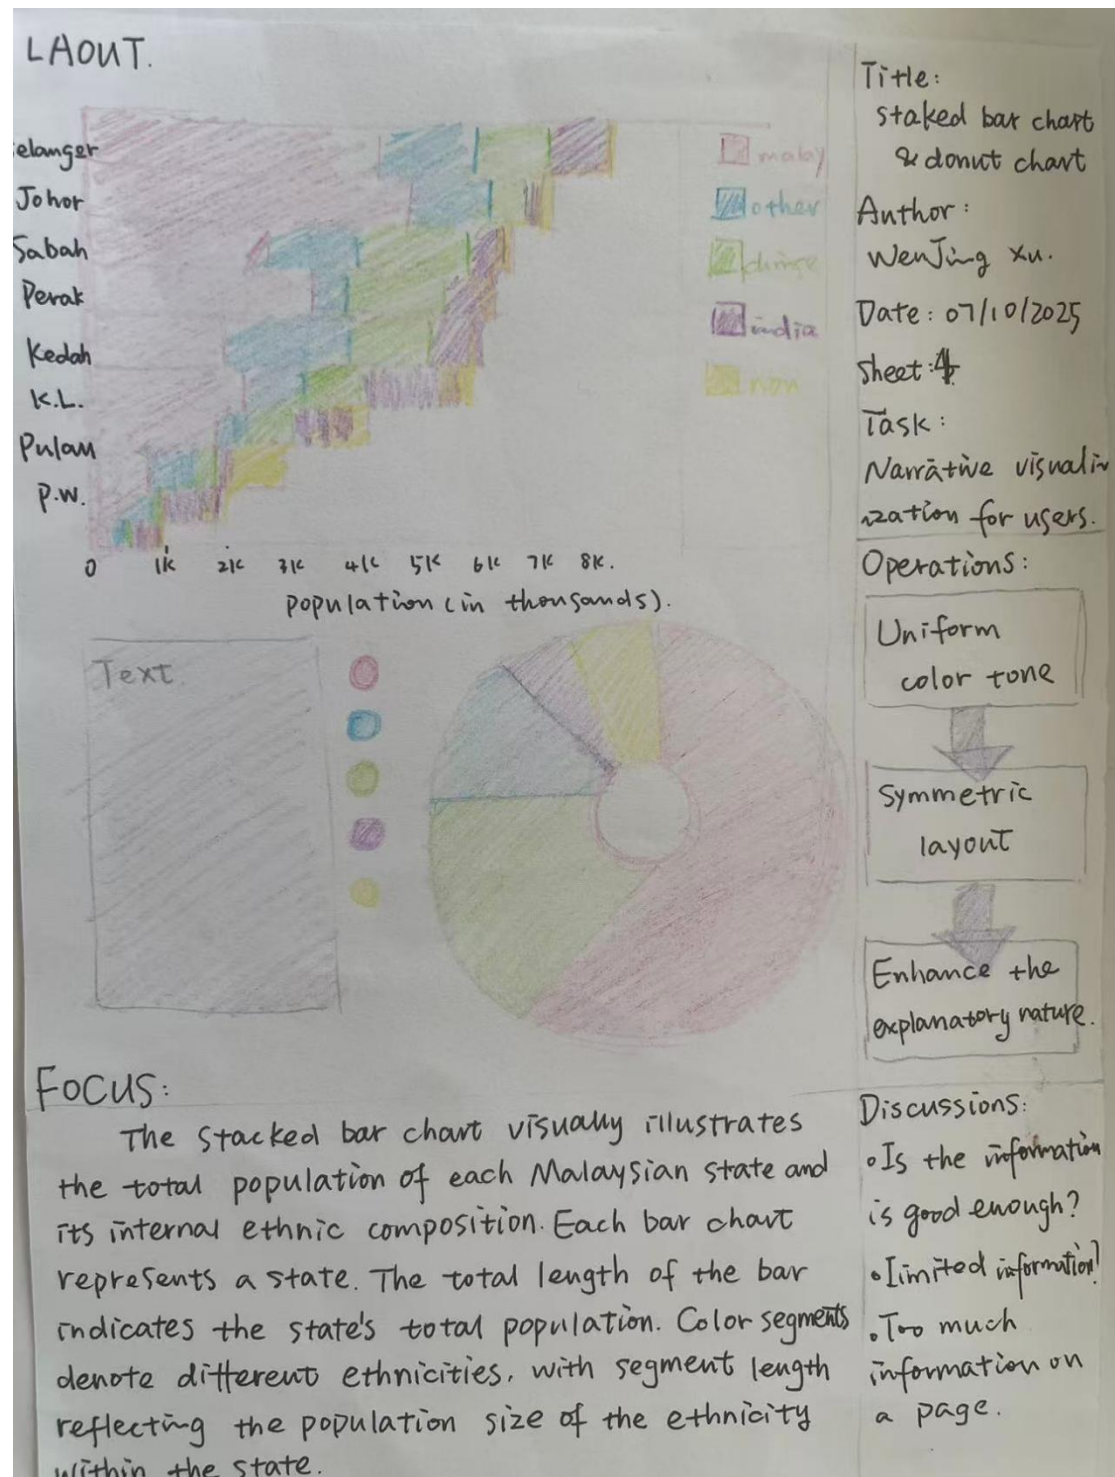 LAOUT.
elanger
Johor
Sabah
Perak
Kedah
K.L.
Pulau
P.W.
malay
other
chinse
india
non
0 1K 2K 3K 4K 5K 6K 7K 8K.
population (in thousands).
Text.
FOCUS:
The stacked bar chart visually illustrates
the total population of each Malaysian state and
its internal ethnic composition. Each bar chart
represents a state. The total length of the bar
indicates the state's total population. Color segments
denote different ethnicities, with segment length
reflecting the population size of the ethnicity
within the state.
Title:
staked bar chart
& donut chart
Author:
WenJing Xu.
Date: 07/10/2025
Sheet: 4
Task:
Narrative visuali-
zation for users.
Operations:
Uniform
color tone
Symmetric
layout
Enhance the
explanatory nature.
Discussions:
• Is the information
is good enough?
• limited information?
• Too much
information on
a page.